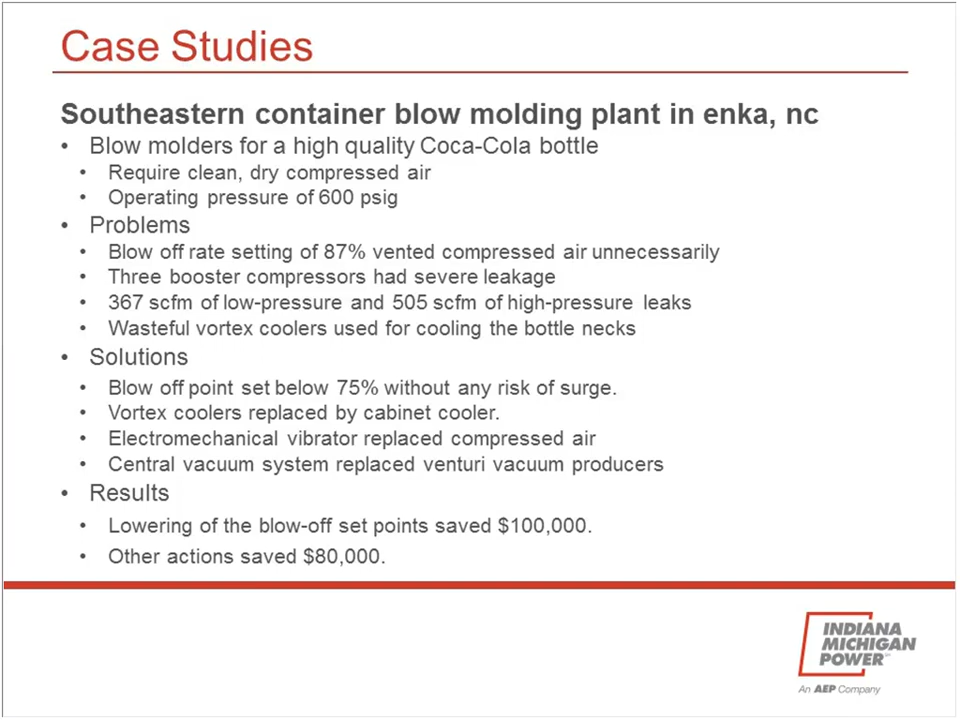 Case Studies
Southeastern container blow molding plant in enka, nc
• Blow molders for a high quality Coca-Cola bottle
• Require clean, dry compressed air
• Operating pressure of 600 psig
• Problems
• Blow off rate setting of 87% vented compressed air unnecessarily
• Three booster compressors had severe leakage
• 367 scfm of low-pressure and 505 scfm of high-pressure leaks
• Wasteful vortex coolers used for cooling the bottle necks
• Solutions
• Blow off point set below 75% without any risk of surge.
• Vortex coolers replaced by cabinet cooler.
• Electromechanical vibrator replaced compressed air
• Central vacuum system replaced venturi vacuum producers
• Results
• Lowering of the blow-off set points saved $100,000.
• Other actions saved $80,000.
INDIANA
MICHIGAN
POWER
An AEP Company